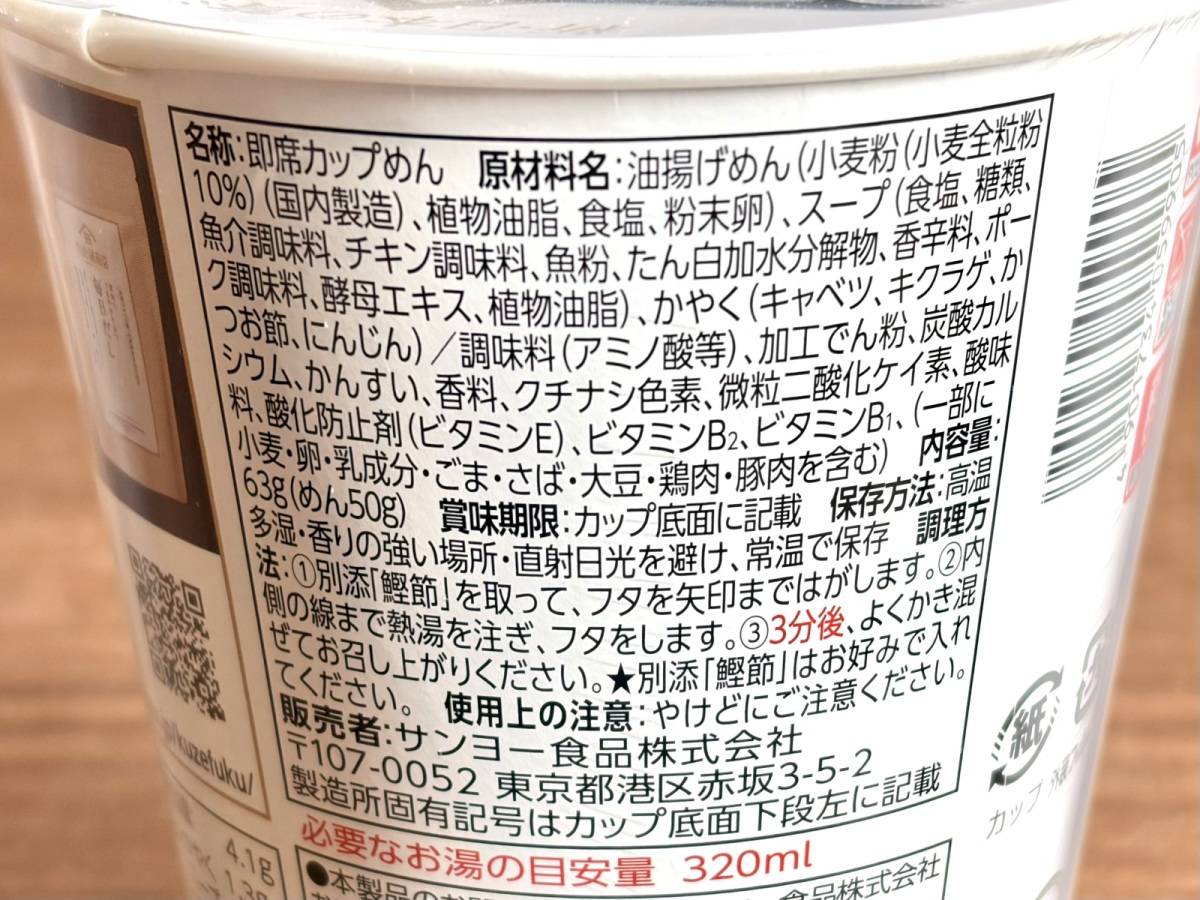 名称:即席カップめん 原材料名:油揚げめん(小麦粉(小麦全粒粉
10%)(国内製造)、植物油脂、食塩、粉末卵)、スープ(食塩、糖類、
魚介調味料、チキン調味料、魚粉、たん白加水分解物、香辛料、ポー
ク調味料、酵母エキス、植物油脂)、かやく(キャベツ、キクラゲ、か
つお節、にんじん)/調味料(アミノ酸等)、加工でん粉、炭酸カル
シウム、かんすい、香料、クチナシ色素、微粒二酸化ケイ素、酸味
料、酸化防止剤(ビタミンE)、ビタミンB2、ビタミンB1、(一部に
小麦・卵・乳成分・ごま・さば・大豆・鶏肉・豚肉を含む) 内容量:
63g(めん50g) 賞味期限:カップ底面に記載 保存方法:高温
多湿・香りの強い場所・直射日光を避け、常温で保存 調理方
法:①別添「鰹節」を取って、フタを矢印まではがします。②内
側の線まで熱湯を注ぎ、フタをします。③3分後、よくかき混
ぜてお召し上がりください。★別添「鰹節」はお好みで入れ
てください。 使用上の注意:やけどにご注意ください。
販売者:サンヨー食品株式会社
〒107-0052 東京都港区赤坂3-5-2
製造所固有記号はカップ底面下段左に記載
必要なお湯の目安量 320ml
●本製品の
食品株式会社
kuzefuku/
4.1g
紙
カップ